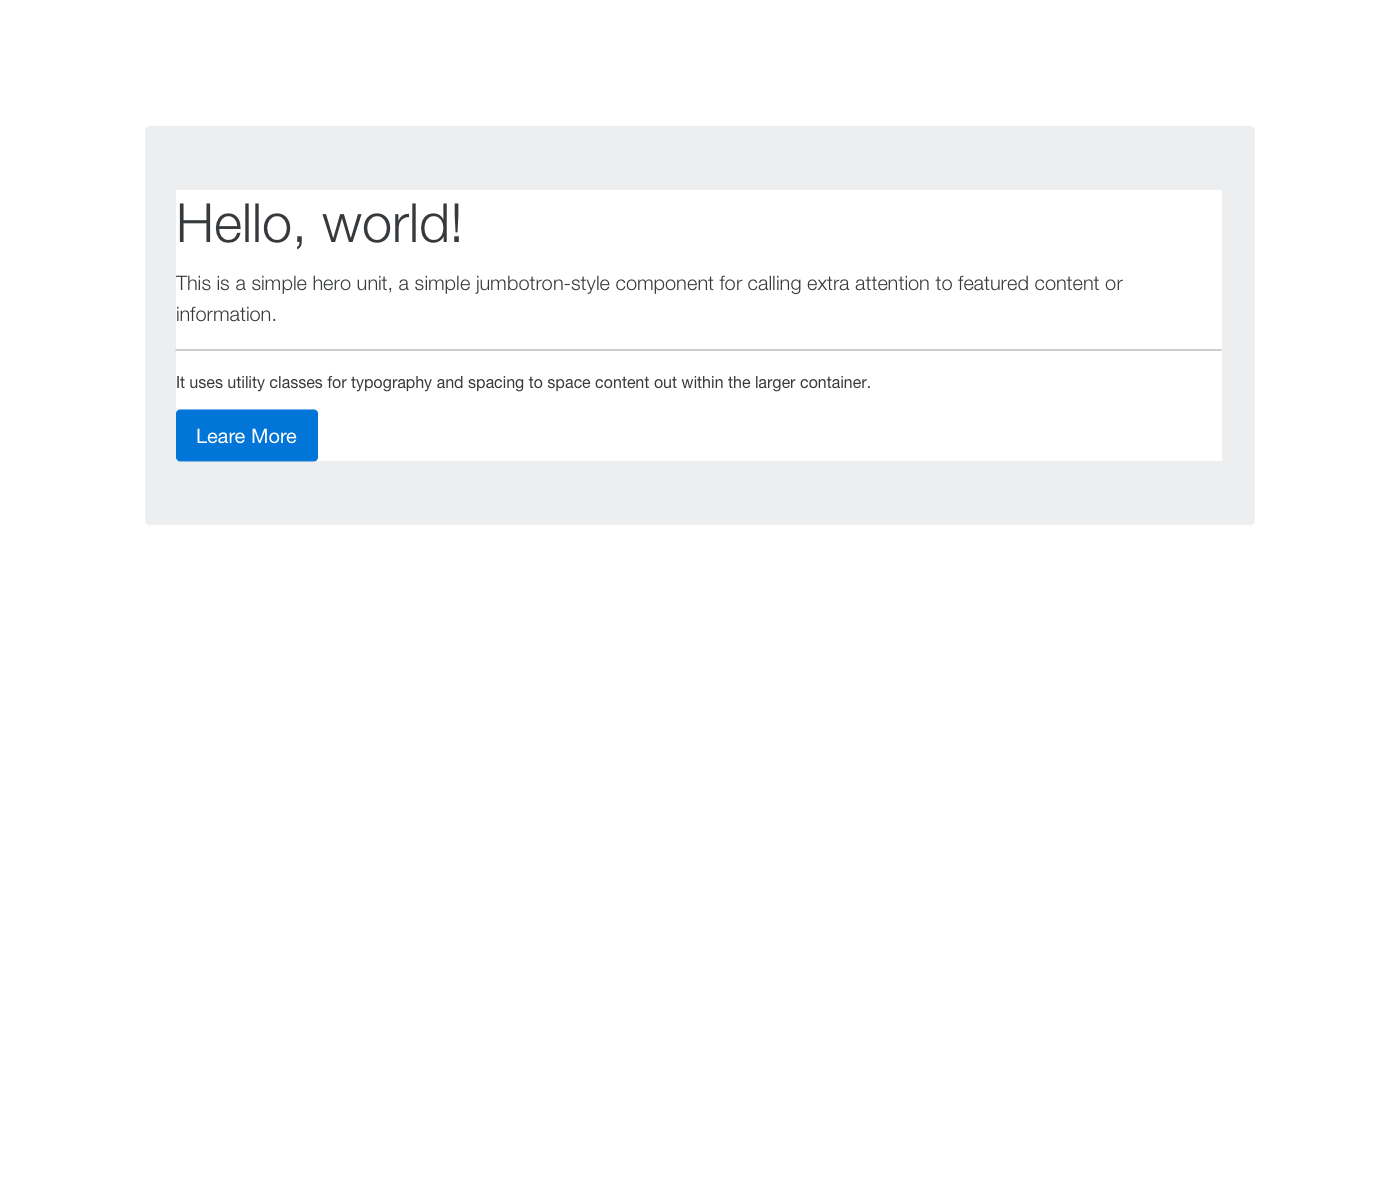 Hello, world!
This is a simple hero unit, a simple jumbotron-style component for calling extra attention to featured content or
information.
It uses utility classes for typography and spacing to space content out within the larger container.
Leare More